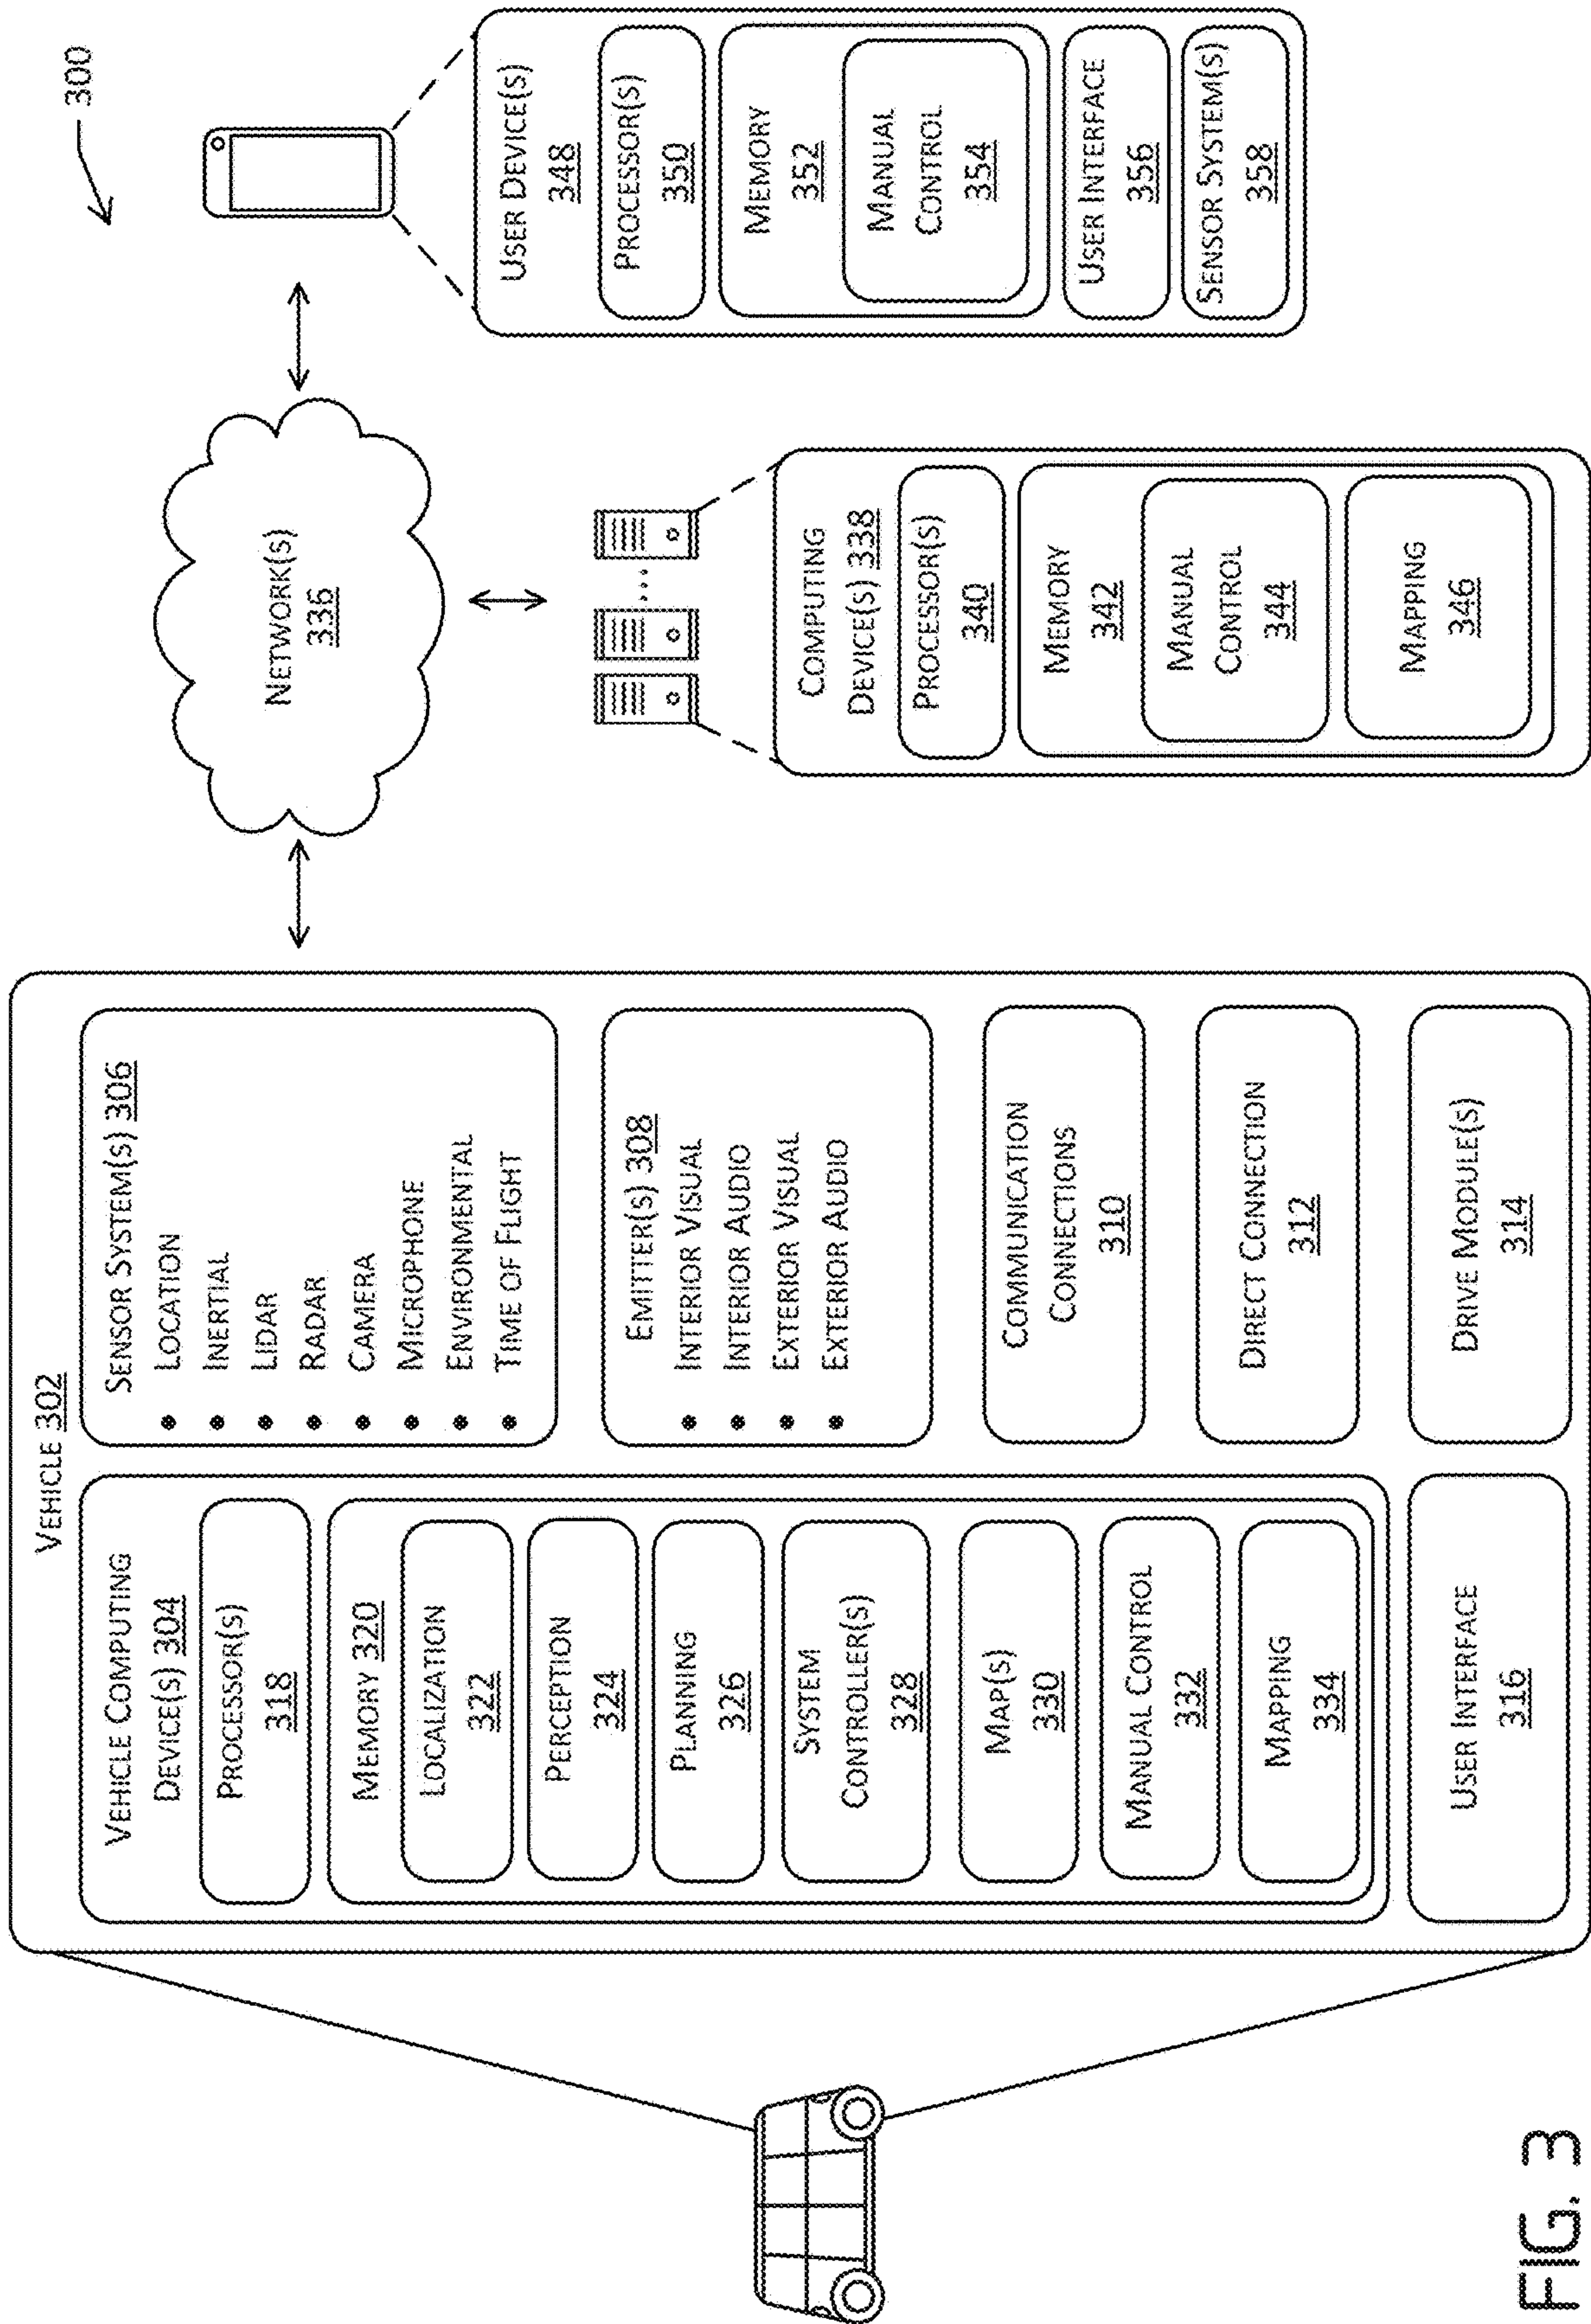 300
VEHICLE 302
VEHICLE COMPUTING
DEVICE(S) 304
PROCESSOR(S)
318
MEMORY 320
LOCALIZATION
322
PERCEPTION
324
PLANNING
326
SYSTEM
CONTROLLER(S)
328
MAP(S)
330
MANUAL CONTROL
332
MAPPING
334
USER INTERFACE
316
SENSOR SYSTEM(S) 306
• LOCATION
• INERTIAL
• LIDAR
• RADAR
• CAMERA
• MICROPHONE
• ENVIRONMENTAL
• TIME OF FLIGHT
EMITTER(S) 308
• INTERIOR VISUAL
• INTERIOR AUDIO
• EXTERIOR VISUAL
• EXTERIOR AUDIO
COMMUNICATION
CONNECTIONS
310
DIRECT CONNECTION
312
DRIVE MODULE(S)
314
NETWORK(S)
336
COMPUTING
DEVICE(S) 338
PROCESSOR(S)
340
MEMORY
342
MANUAL
CONTROL
344
MAPPING
346
USER DEVICE(S)
348
PROCESSOR(S)
350
MEMORY
352
MANUAL
CONTROL
354
USER INTERFACE
356
SENSOR SYSTEM(S)
358
FIG. 3